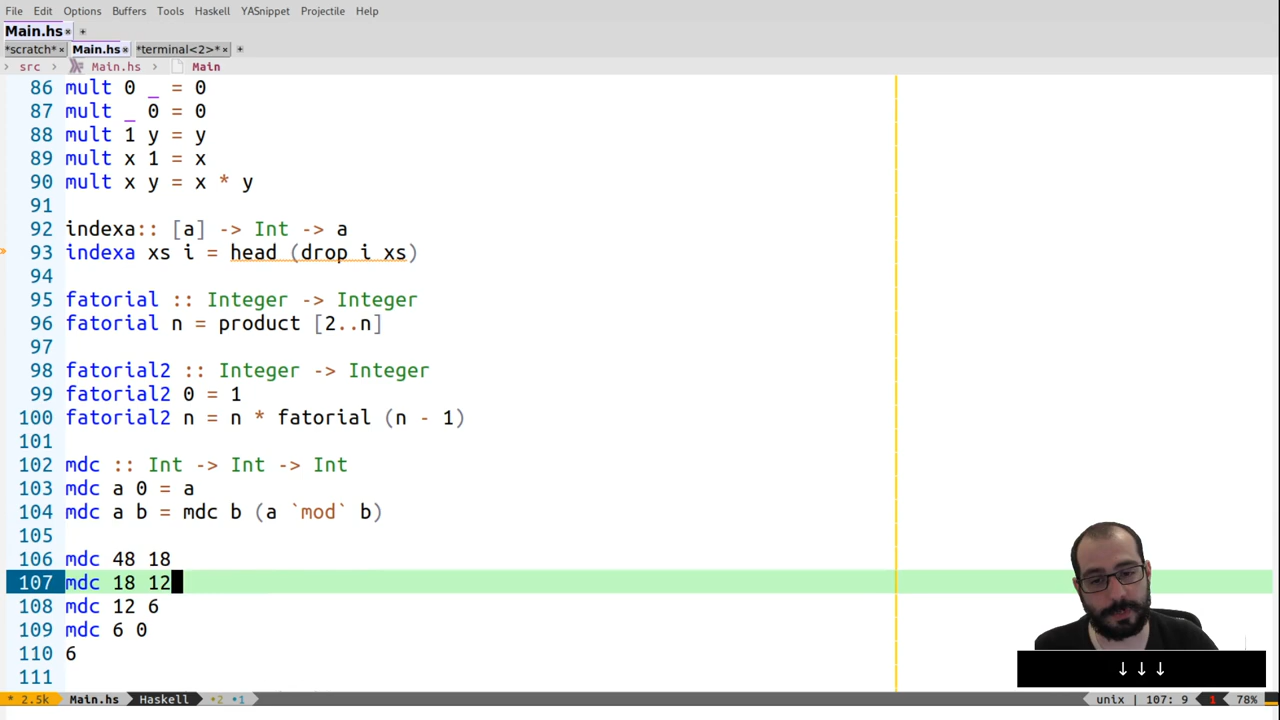 File Edit Options Buffers Tools Haskell YASnippet Projectile Help
Main.hs × +
*scratch* × Main.hs × *terminal<2>* × +
› src › Main.hs › Main
86 mult 0 _ = 0
87 mult _ 0 = 0
88 mult 1 y = y
89 mult x 1 = x
90 mult x y = x * y
91
92 indexa:: [a] -> Int -> a
93 indexa xs i = head (drop i xs)
94
95 fatorial :: Integer -> Integer
96 fatorial n = product [2..n]
97
98 fatorial2 :: Integer -> Integer
99 fatorial2 0 = 1
100 fatorial2 n = n * fatorial (n - 1)
101
102 mdc :: Int -> Int -> Int
103 mdc a 0 = a
104 mdc a b = mdc b (a `mod` b)
105
106 mdc 48 18
107 mdc 18 12
108 mdc 12 6
109 mdc 6 0
110 6
111
↓ ↓ ↓
* 2.5k Main.hs Haskell •2 •1 unix | 107: 9 1 78%